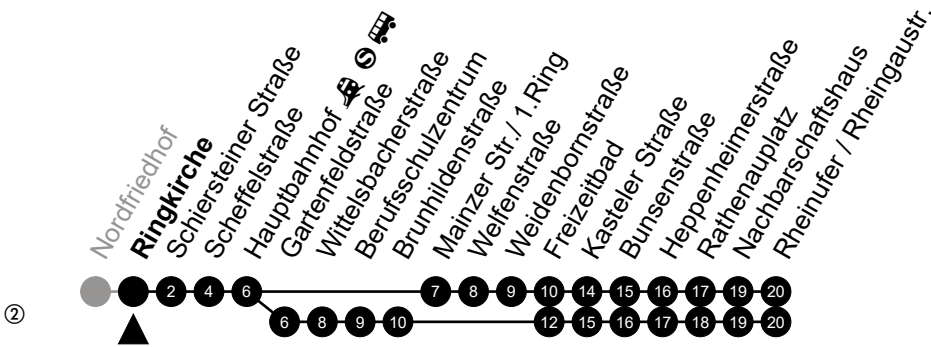 Nordfriedhof
Ringkirche
Schiersteiner Straße
Scheffelstraße
Hauptbahnhof S
Gartenfeldstraße
Wittelsbacherstraße
Berufsschulzentrum
Brunhildenstraße
Mainzer Str./ 1.Ring
Welfenstraße
Weidenbornstraße
Freizeitbad
Kasteler Straße
Bunsenstraße
Heppenheimerstraße
Rathenauplatz
Nachbarschaftshaus
Rheinufer / Rheingaustr.
2 4 6 7 8 9 10 14 15 16 17 19 20
② 6 8 9 10 12 15 16 17 18 19 20